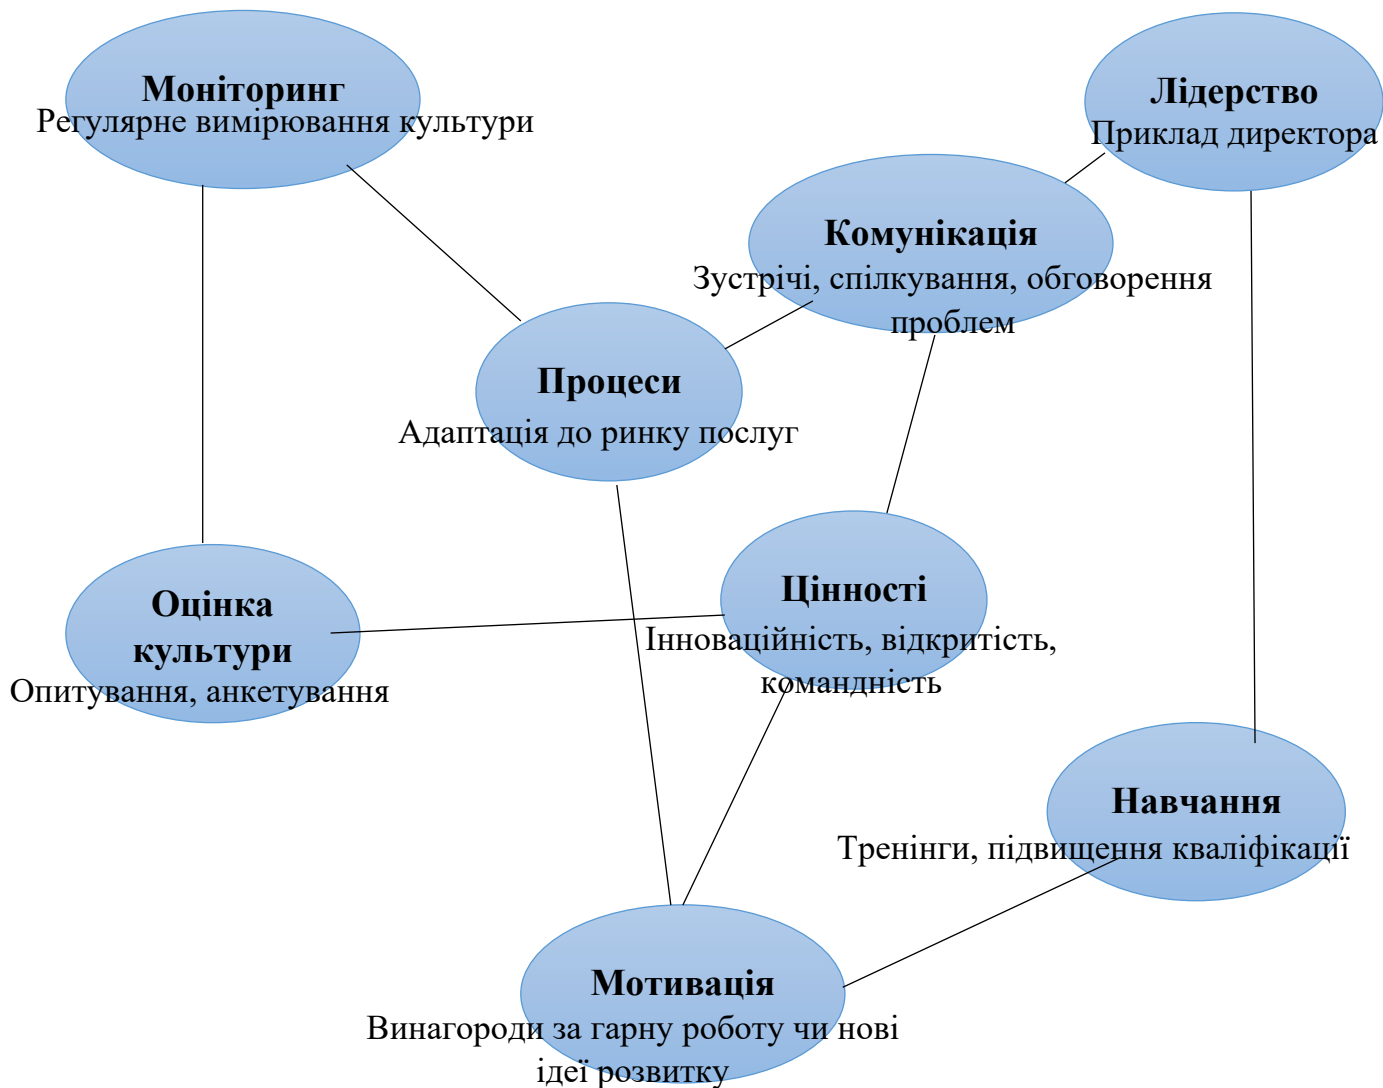 Моніторинг
Регулярне вимірювання культури
Лідерство
Приклад директора
Комунікація
Зустрічі, спілкування, обговорення
проблем
Процеси
Адаптація до ринку послуг
Оцінка
культури
Опитування, анкетування
Цінності
Інноваційність, відкритість,
командність
Навчання
Тренінги, підвищення кваліфікації
Мотивація
Винагороди за гарну роботу чи нові
ідеї розвитку